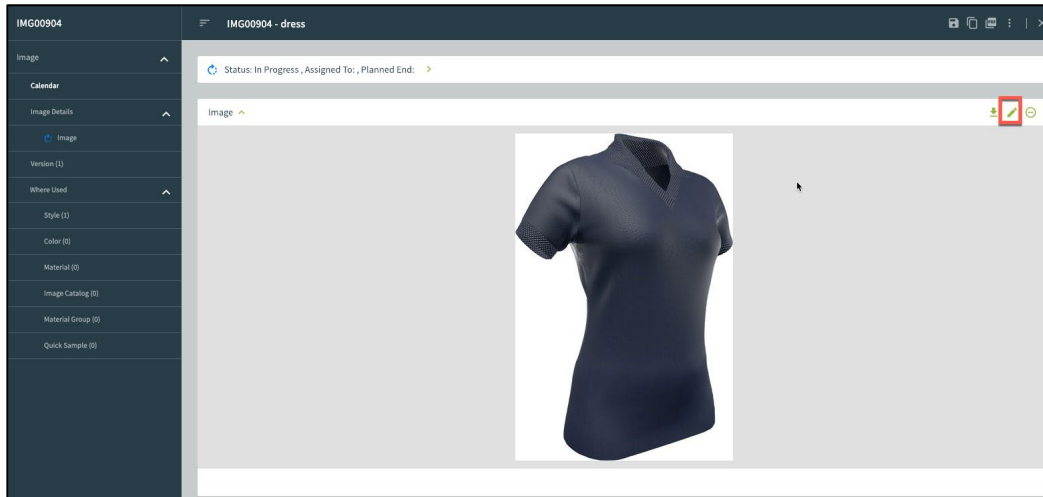 IMG00904
IMG00904 - dress
Image
Calendar
Image Details
Image
Version (1)
Where Used
Style (1)
Color (0)
Material (0)
Image Catalog (0)
Material Group (0)
Quick Sample (0)
Status: In Progress , Assigned To: , Planned End:
Image